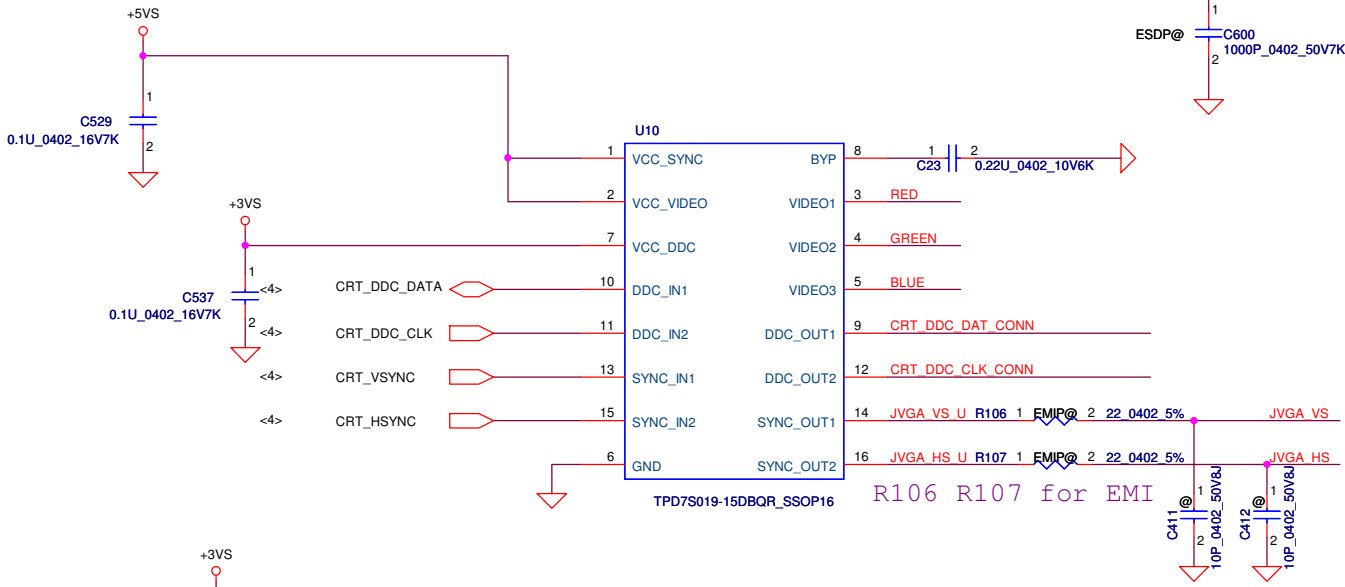 +5VS
1
ESDP@
C600
1000P_0402_50V7K
2
1
C529
0.1U_0402_16V7K
2
U10
1
VCC_SYNC
BYP
8
1
2
C23
0.22U_0402_10V6K
2
VCC_VIDEO
VIDEO1
3
RED
+3VS
7
VCC_DDC
VIDEO2
4
GREEN
1
C537
0.1U_0402_16V7K
2
<4>
CRT_DDC_DATA
10
DDC_IN1
VIDEO3
5
BLUE
<4>
CRT_DDC_CLK
11
DDC_IN2
DDC_OUT1
9
CRT_DDC_DAT_CONN
<4>
CRT_VSYNC
13
SYNC_IN1
DDC_OUT2
12
CRT_DDC_CLK_CONN
<4>
CRT_HSYNC
15
SYNC_IN2
SYNC_OUT1
14
JVGA_VS_U
R106
1
EMIP@
2
22_0402_5%
JVGA_VS
6
GND
SYNC_OUT2
16
JVGA_HS_U
R107
1
EMIP@
2
22_0402_5%
JVGA_HS
TPD7S019-15DBQR_SSOP16
R106 R107 for EMI
@
1
C411
10P_0402_50V8J
2
@
1
C412
10P_0402_50V8J
2
+3VS